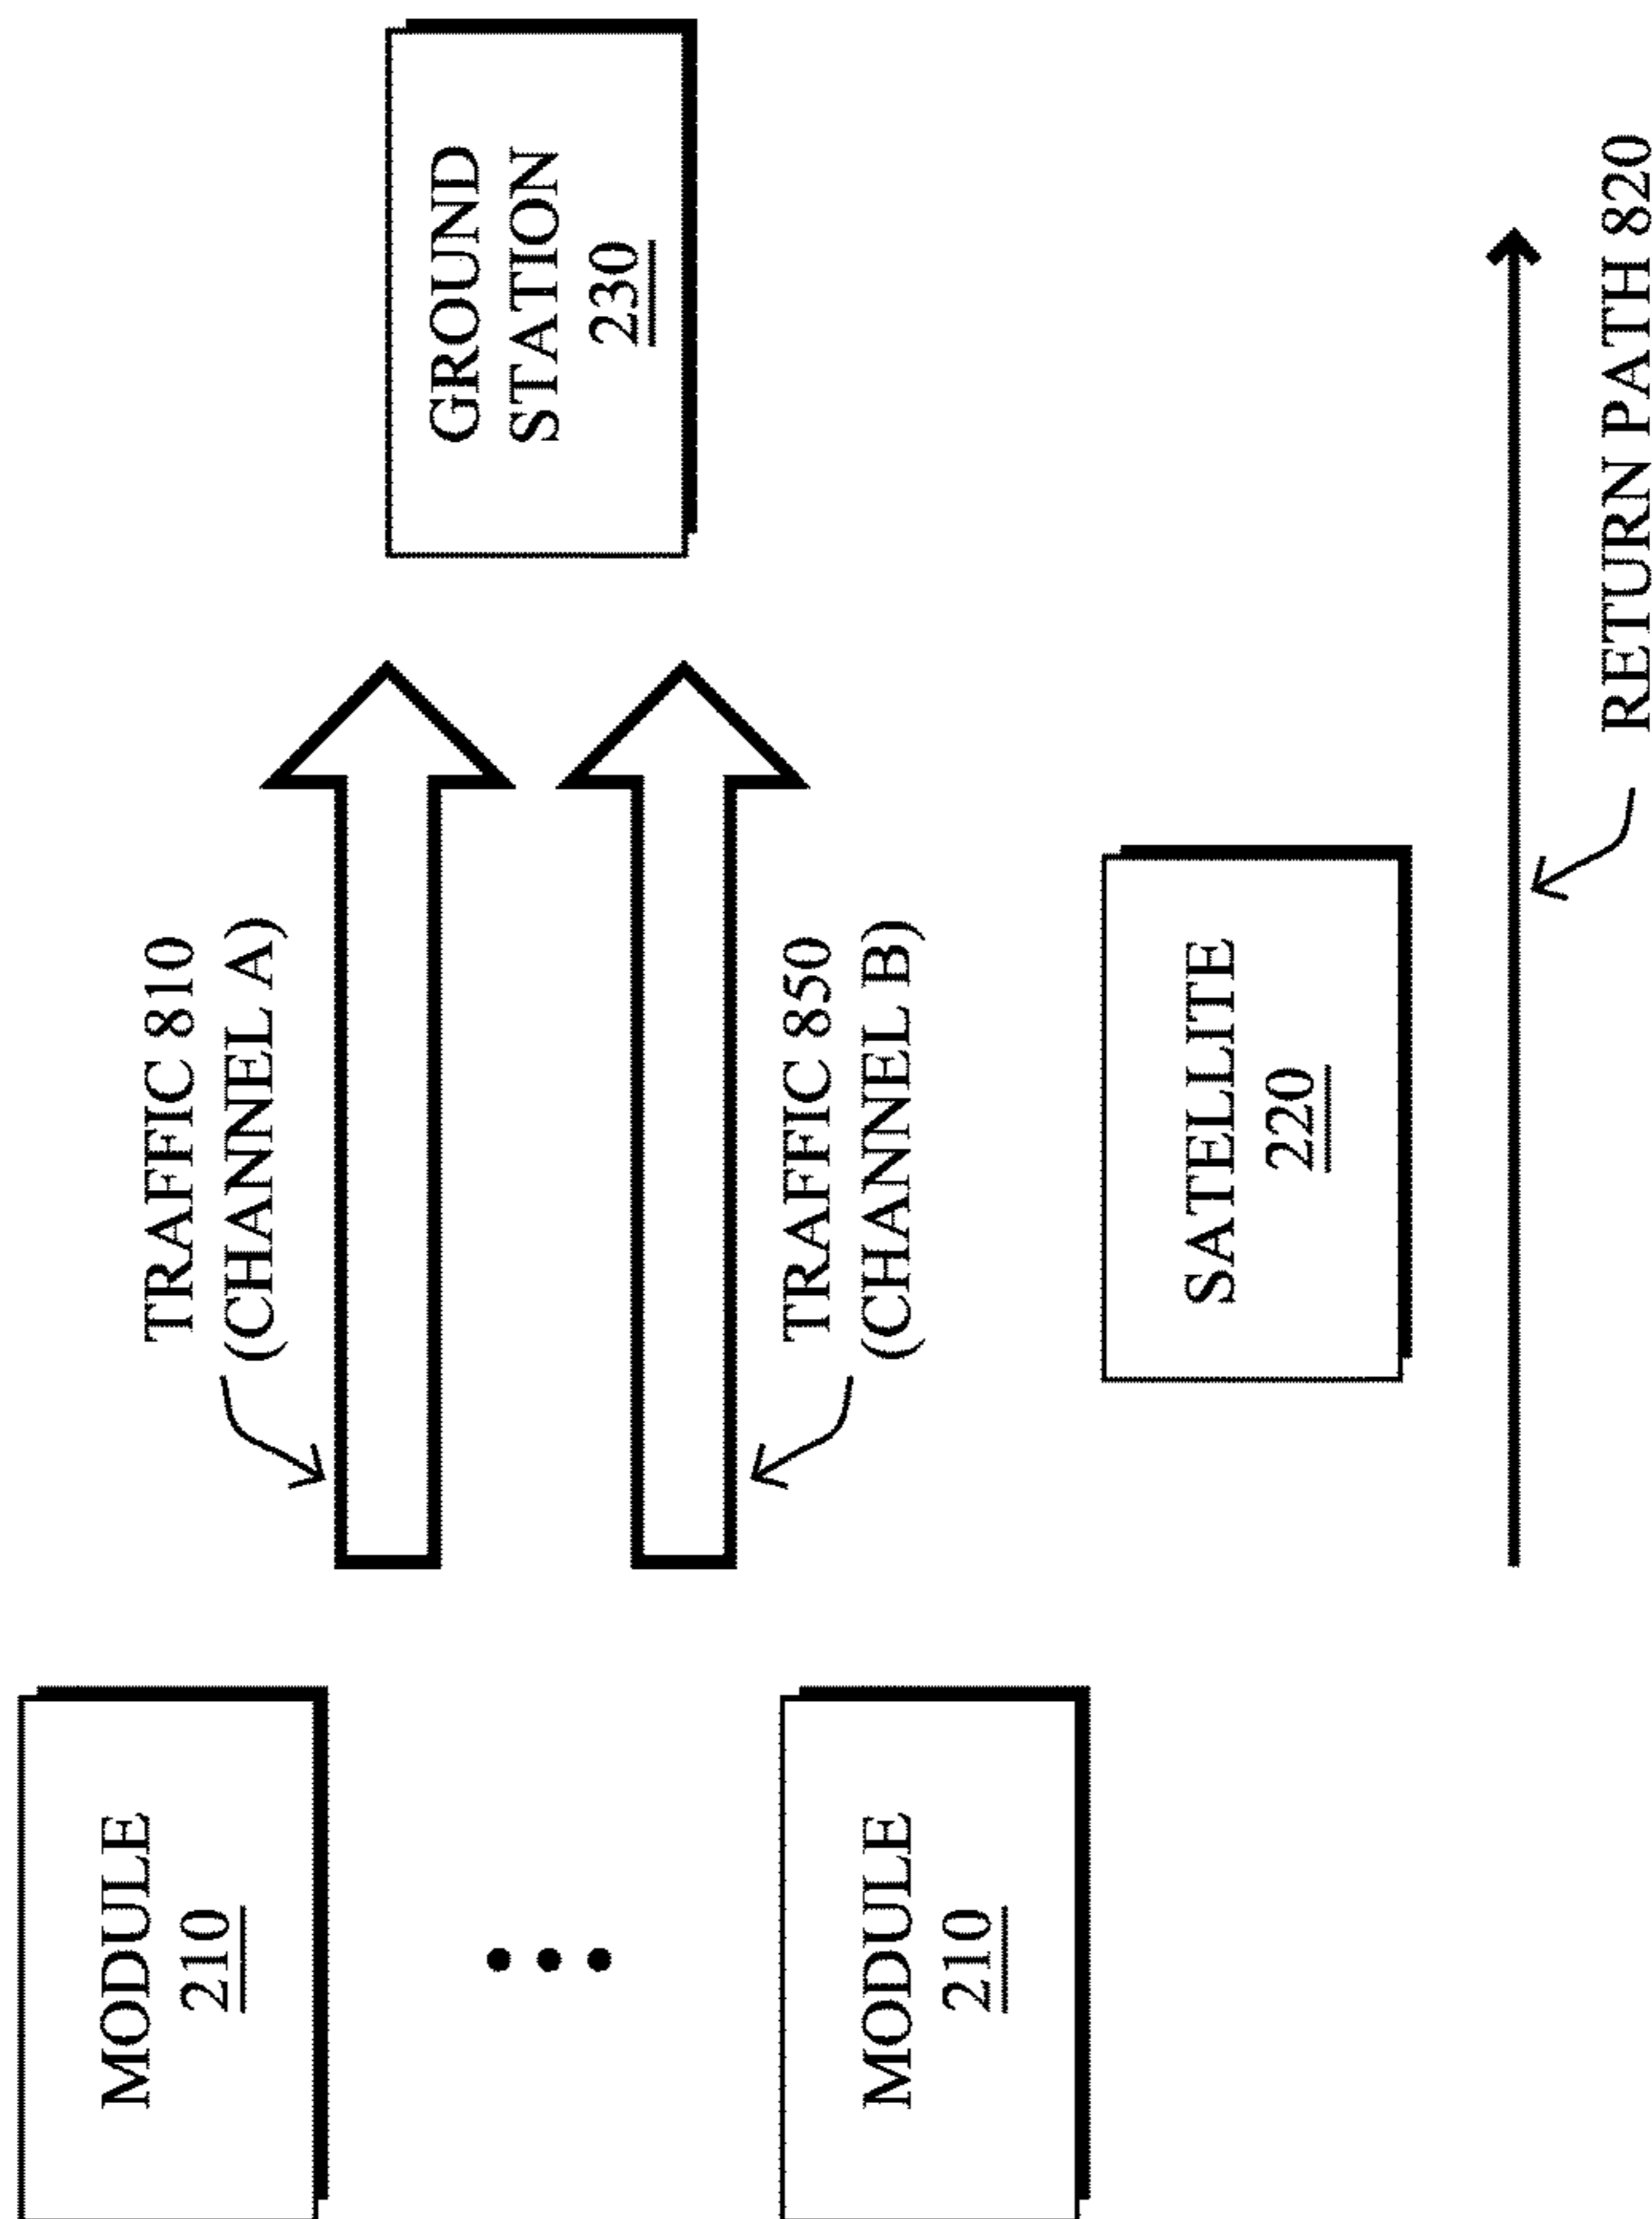 MODULE
210
MODULE
210
TRAFFIC 810
(CHANNEL A)
TRAFFIC 850
(CHANNEL B)
SATELLITE
220
GROUND
STATION
230
RETURN PATH 820